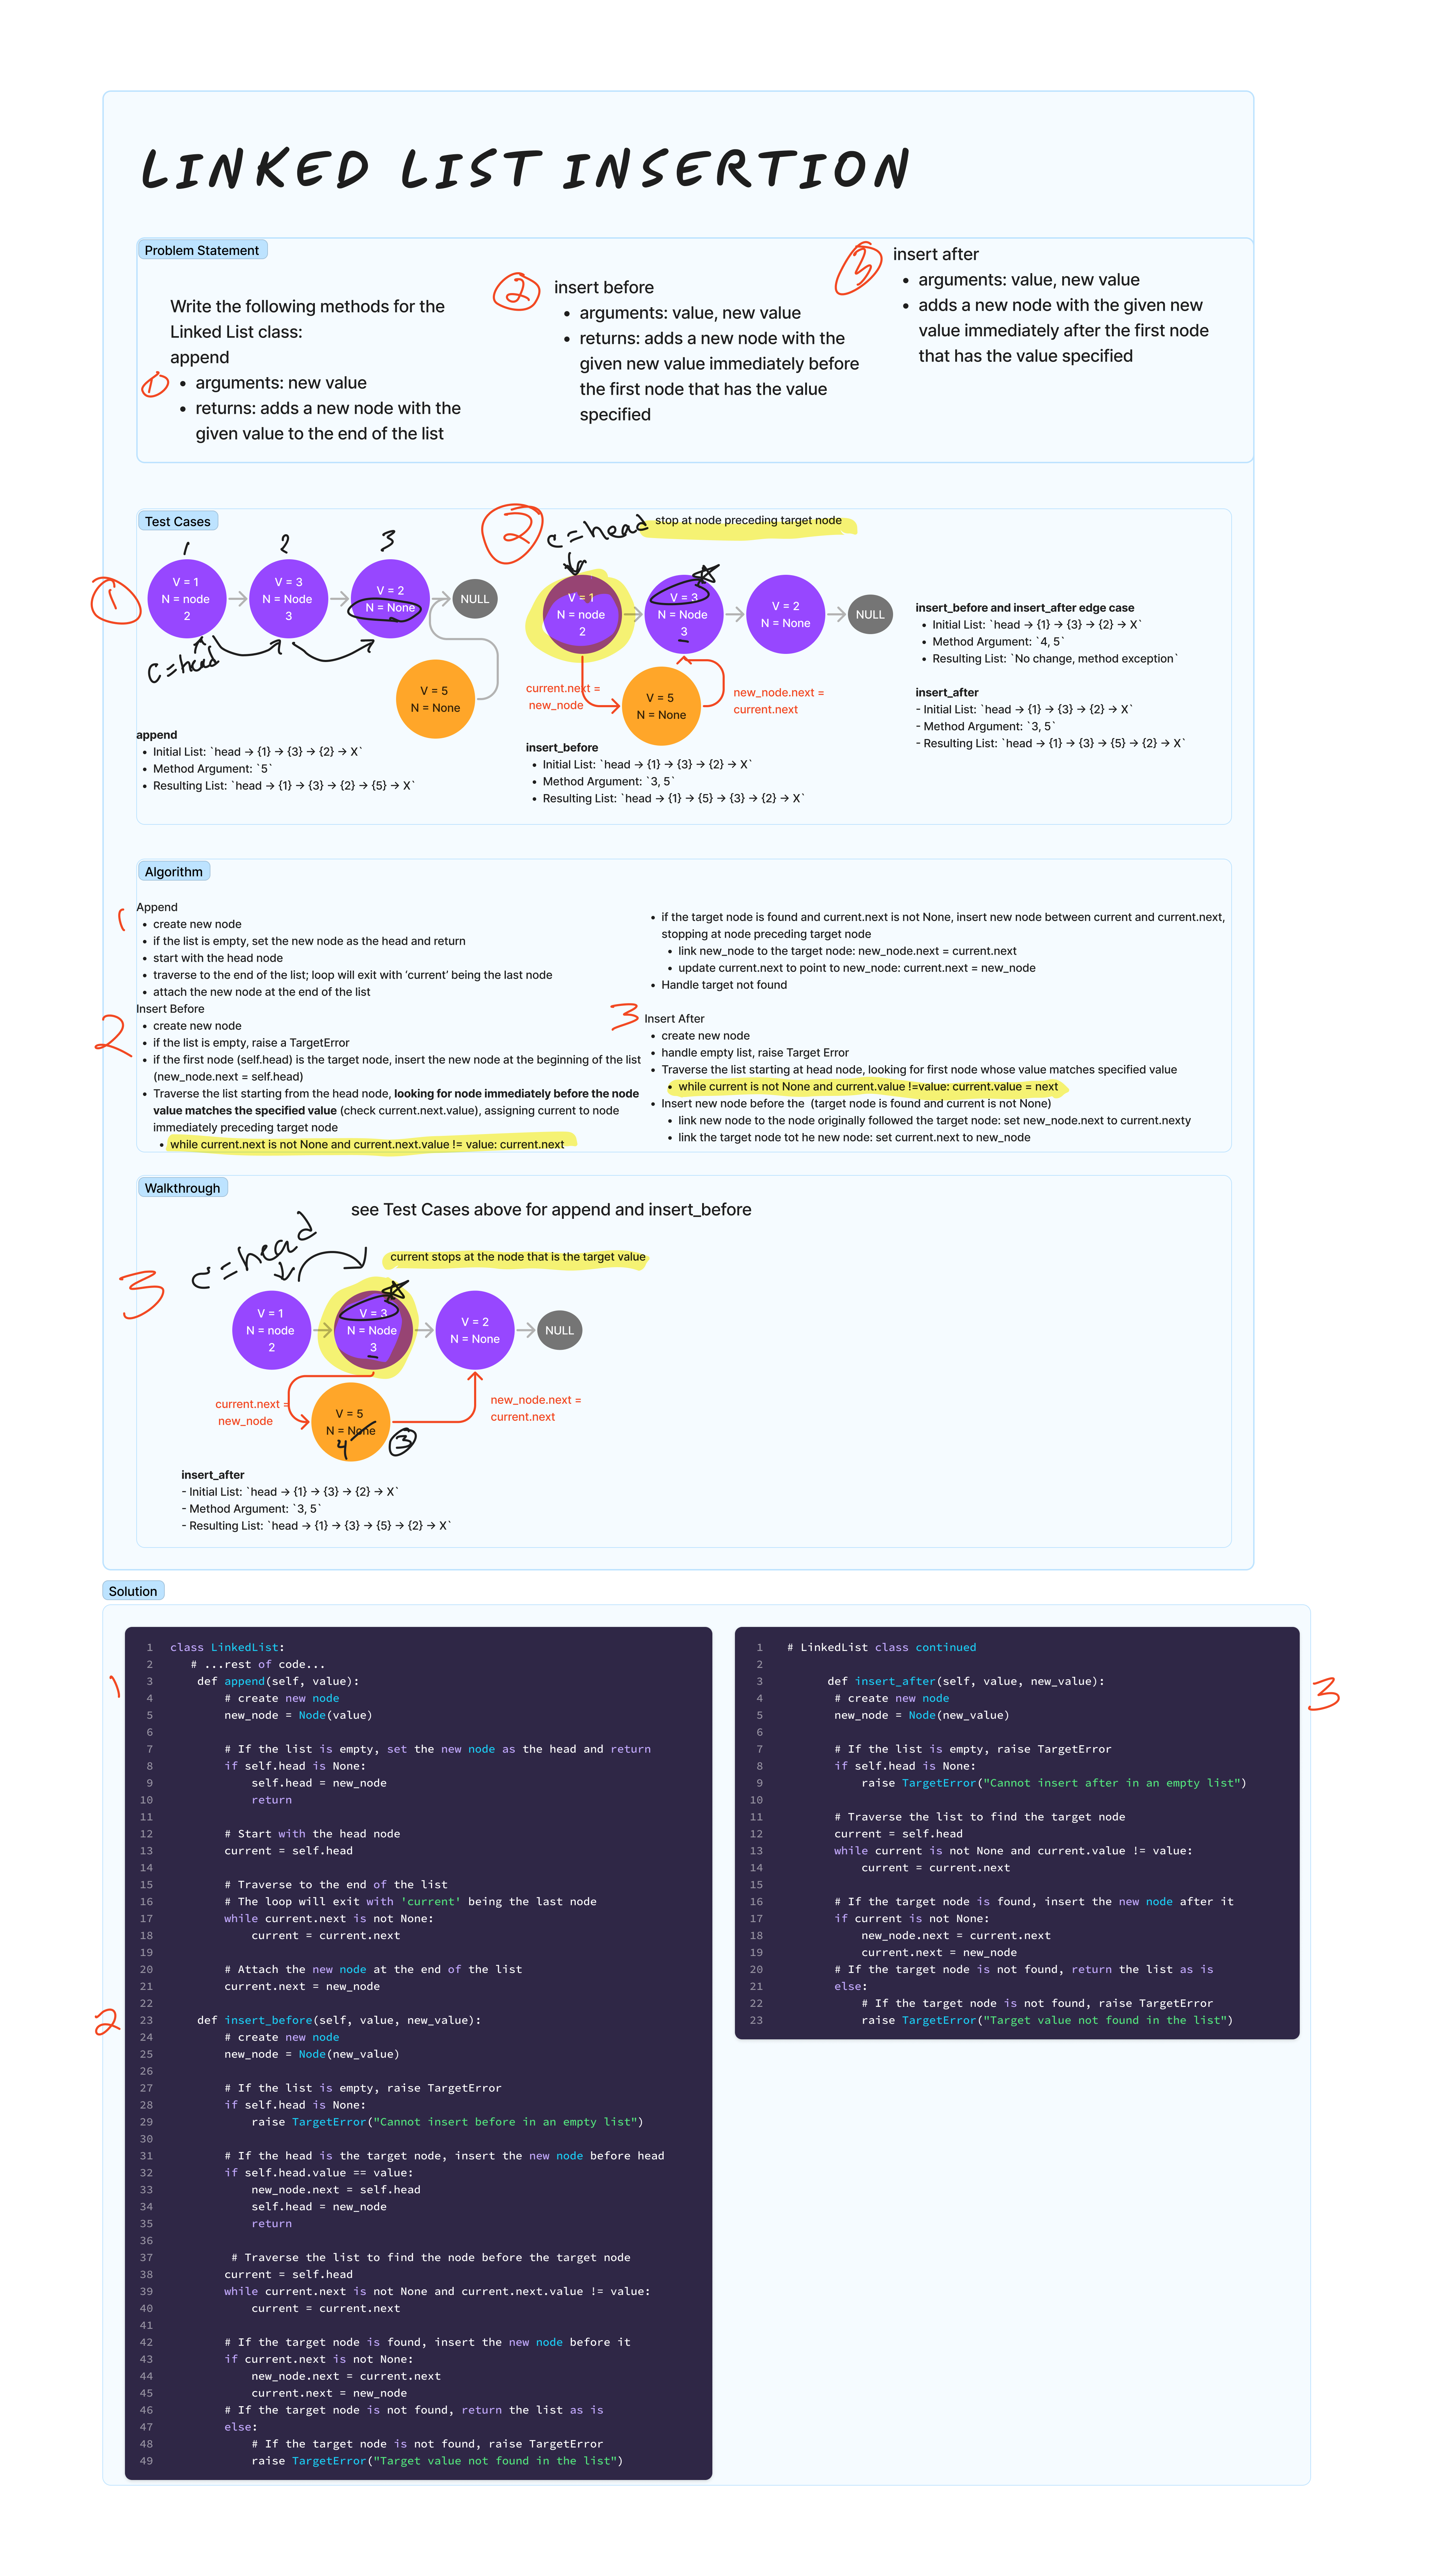 LINKED LIST INSERTION
Problem Statement
Write the following methods for the
Linked List class:
append
1
• arguments: new value
• returns: adds a new node with the
given value to the end of the list
2
insert before
• arguments: value, new value
• returns: adds a new node with the
given new value immediately before
the first node that has the value
specified
3
insert after
• arguments: value, new value
• adds a new node with the given new
value immediately after the first node
that has the value specified
Test Cases
1
1 2 3
V = 1
N = node
2
V = 3
N = Node
3
V = 2
N = None
NULL
C = head
V = 5
N = None
append
• Initial List: `head -> {1} -> {3} -> {2} -> X`
• Method Argument: `5`
• Resulting List: `head -> {1} -> {3} -> {2} -> {5} -> X`
2
C = head
stop at node preceding target node
V = 1
N = node
2
V = 3
N = Node
3
V = 2
N = None
NULL
current.next =
new_node
V = 5
N = None
new_node.next =
current.next
insert_before
• Initial List: `head -> {1} -> {3} -> {2} -> X`
• Method Argument: `3, 5`
• Resulting List: `head -> {1} -> {5} -> {3} -> {2} -> X`
insert_before and insert_after edge case
• Initial List: `head -> {1} -> {3} -> {2} -> X`
• Method Argument: `4, 5`
• Resulting List: `No change, method exception`
insert_after
- Initial List: `head -> {1} -> {3} -> {2} -> X`
- Method Argument: `3, 5`
- Resulting List: `head -> {1} -> {3} -> {5} -> {2} -> X`
Algorithm
1
Append
• create new node
• if the list is empty, set the new node as the head and return
• start with the head node
• traverse to the end of the list; loop will exit with ‘current’ being the last node
• attach the new node at the end of the list
2
Insert Before
• create new node
• if the list is empty, raise a TargetError
• if the first node (self.head) is the target node, insert the new node at the beginning of the list
(new_node.next = self.head)
• Traverse the list starting from the head node, looking for node immediately before the node
value matches the specified value (check current.next.value), assigning current to node
immediately preceding target node
• while current.next is not None and current.next.value != value: current.next
• if the target node is found and current.next is not None, insert new node between current and current.next,
stopping at node preceding target node
• link new_node to the target node: new_node.next = current.next
• update current.next to point to new_node: current.next = new_node
• Handle target not found
3
Insert After
• create new node
• handle empty list, raise Target Error
• Traverse the list starting at head node, looking for first node whose value matches specified value
• while current is not None and current.value !=value: current.value = next
• Insert new node before the  (target node is found and current is not None)
• link new node to the node originally followed the target node: set new_node.next to current.nexty
• link the target node tot he new node: set current.next to new_node
Walkthrough
see Test Cases above for append and insert_before
3
C = head
current stops at the node that is the target value
V = 1
N = node
2
V = 3
N = Node
3
V = 2
N = None
NULL
current.next =
new_node
V = 5
N = None
4
3
new_node.next =
current.next
insert_after
- Initial List: `head -> {1} -> {3} -> {2} -> X`
- Method Argument: `3, 5`
- Resulting List: `head -> {1} -> {3} -> {5} -> {2} -> X`
Solution
1
1 class LinkedList:
2 # ...rest of code...
3 def append(self, value):
4 # create new node
5 new_node = Node(value)
6
7 # If the list is empty, set the new node as the head and return
8 if self.head is None:
9 self.head = new_node
10 return
11
12 # Start with the head node
13 current = self.head
14
15 # Traverse to the end of the list
16 # The loop will exit with 'current' being the last node
17 while current.next is not None:
18 current = current.next
19
20 # Attach the new node at the end of the list
21 current.next = new_node
22
2
23 def insert_before(self, value, new_value):
24 # create new node
25 new_node = Node(new_value)
26
27 # If the list is empty, raise TargetError
28 if self.head is None:
29 raise TargetError("Cannot insert before in an empty list")
30
31 # If the head is the target node, insert the new node before head
32 if self.head.value == value:
33 new_node.next = self.head
34 self.head = new_node
35 return
36
37 # Traverse the list to find the node before the target node
38 current = self.head
39 while current.next is not None and current.next.value != value:
40 current = current.next
41
42 # If the target node is found, insert the new node before it
43 if current.next is not None:
44 new_node.next = current.next
45 current.next = new_node
46 # If the target node is not found, return the list as is
47 else:
48 # If the target node is not found, raise TargetError
49 raise TargetError("Target value not found in the list")
3
1 # LinkedList class continued
2
3 def insert_after(self, value, new_value):
4 # create new node
5 new_node = Node(new_value)
6
7 # If the list is empty, raise TargetError
8 if self.head is None:
9 raise TargetError("Cannot insert after in an empty list")
10
11 # Traverse the list to find the target node
12 current = self.head
13 while current is not None and current.value != value:
14 current = current.next
15
16 # If the target node is found, insert the new node after it
17 if current is not None:
18 new_node.next = current.next
19 current.next = new_node
20 # If the target node is not found, return the list as is
21 else:
22 # If the target node is not found, raise TargetError
23 raise TargetError("Target value not found in the list")